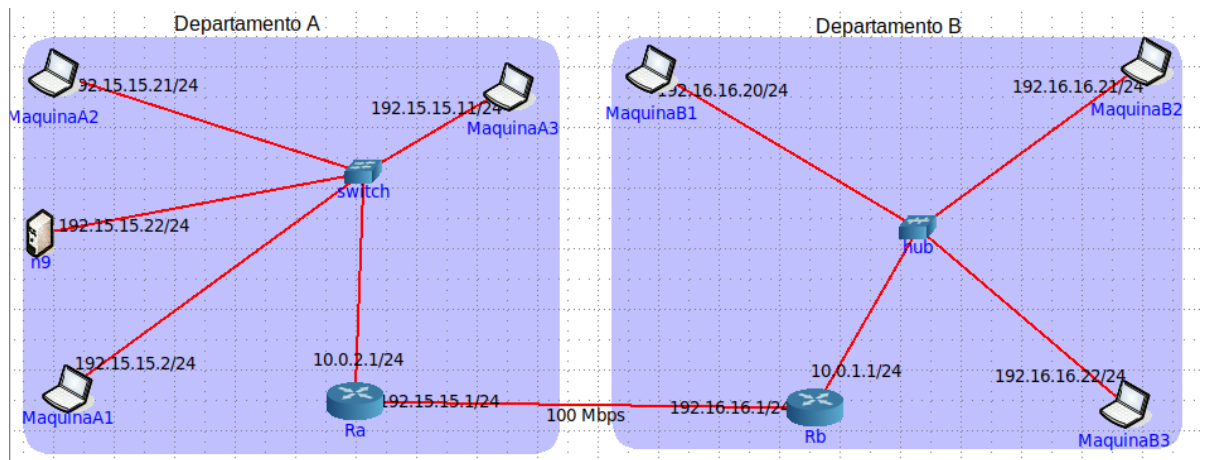 Departamento A
Departamento B
92.15.15.21/24
MaquinaA2
192.15.15.11/24
MaquinaA3
switch
192.15.15.22/24
n9
192.15.15.2/24
MaquinaA1
10.0.2.1/24
192.15.15.1/24
Ra
100 Mbps
192.16.16.20/24
MaquinaB1
192.16.16.21/24
MaquinaB2
hub
10.0.1.1/24
192.16.16.1/24
Rb
192.16.16.22/24
MaquinaB3